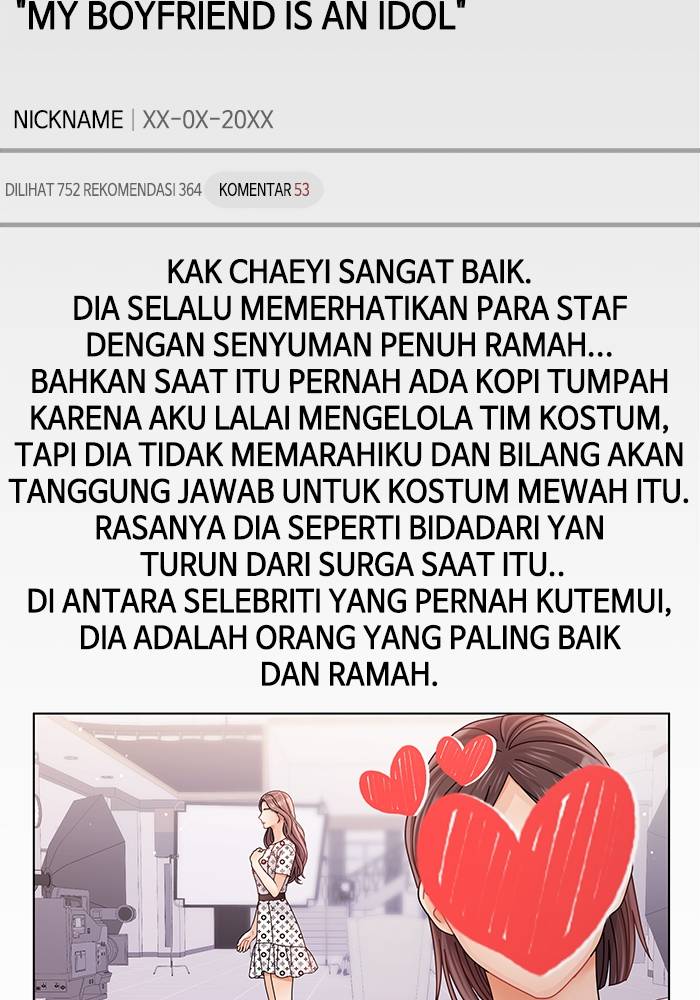 "MY BOYFRIEND IS AN IDOL"
NICKNAME | XX-0X-20XX
DILIHAT 752 REKOMENDASI 364 KOMENTAR 53
KAK CHAEYI SANGAT BAIK.
DIA SELALU MEMERHATIKAN PARA STAF
DENGAN SENYUMAN PENUH RAMAH...
BAHKAN SAAT ITU PERNAH ADA KOPI TUMPAH
KARENA AKU LALAI MENGELOLA TIM KOSTUM,
TAPI DIA TIDAK MEMARAHIKU DAN BILANG AKAN
TANGGUNG JAWAB UNTUK KOSTUM MEWAH ITU.
RASANYA DIA SEPERTI BIDADARI YAN
TURUN DARI SURGA SAAT ITU..
DI ANTARA SELEBRITI YANG PERNAH KUTEMUI,
DIA ADALAH ORANG YANG PALING BAIK
DAN RAMAH.